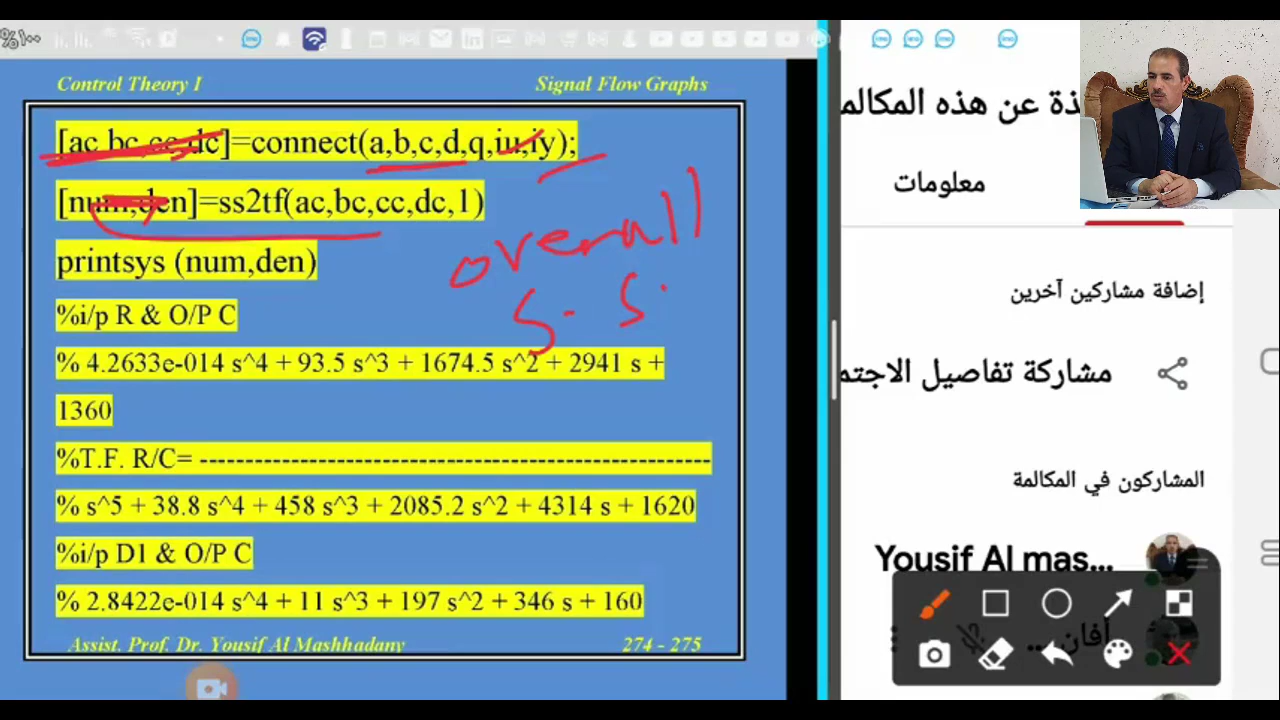 %١٠٠
Control Theory I
Signal Flow Graphs
[ac,bc,cc,dc]=connect(a,b,c,d,q,iu,iy);
[num,den]=ss2tf(ac,bc,cc,dc,1)
printsys (num,den)
overall
S. S.
%i/p R & O/P C
% 4.2633e-014 s^4 + 93.5 s^3 + 1674.5 s^2 + 2941 s +
1360
%T.F. R/C= -------------------------------------------------------
% s^5 + 38.8 s^4 + 458 s^3 + 2085.2 s^2 + 4314 s + 1620
%i/p D1 & O/P C
% 2.8422e-014 s^4 + 11 s^3 + 197 s^2 + 346 s + 160
Assist. Prof. Dr. Yousif Al Mashhadany
274 - 275
ذة عن هذه المكالم
معلومات
إضافة مشاركين آخرين
مشاركة تفاصيل الاجتم
المشاركون في المكالمة
Yousif Al mas...
أفان ...